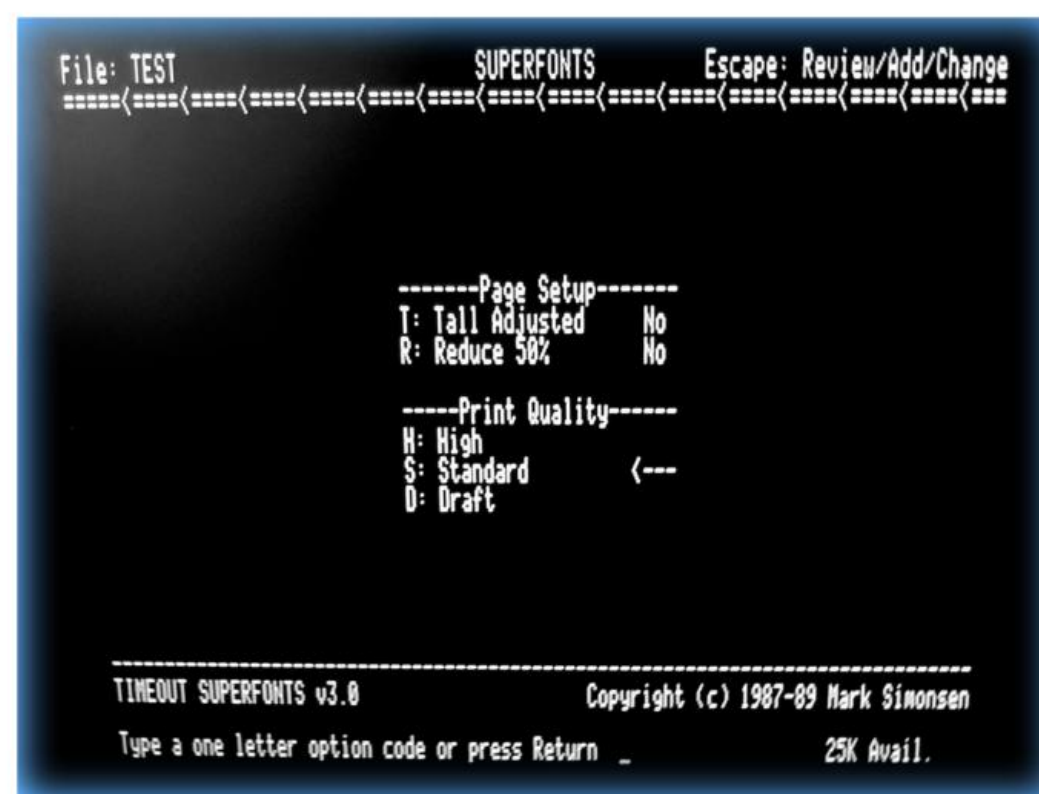 File: TEST SUPERFONTS Escape: Review/Add/Change
=====<====<====<====<====<====<====<====<====<====<====<====<====<====<====<===
-------Page Setup-------
T: Tall Adjusted No
R: Reduce 50% No
-----Print Quality------
H: High
S: Standard <---
D: Draft
--------------------------------------------------------------------------
TIMEOUT SUPERFONTS v3.0 Copyright (c) 1987-89 Mark Simonsen
Type a one letter option code or press Return _ 25K Avail.